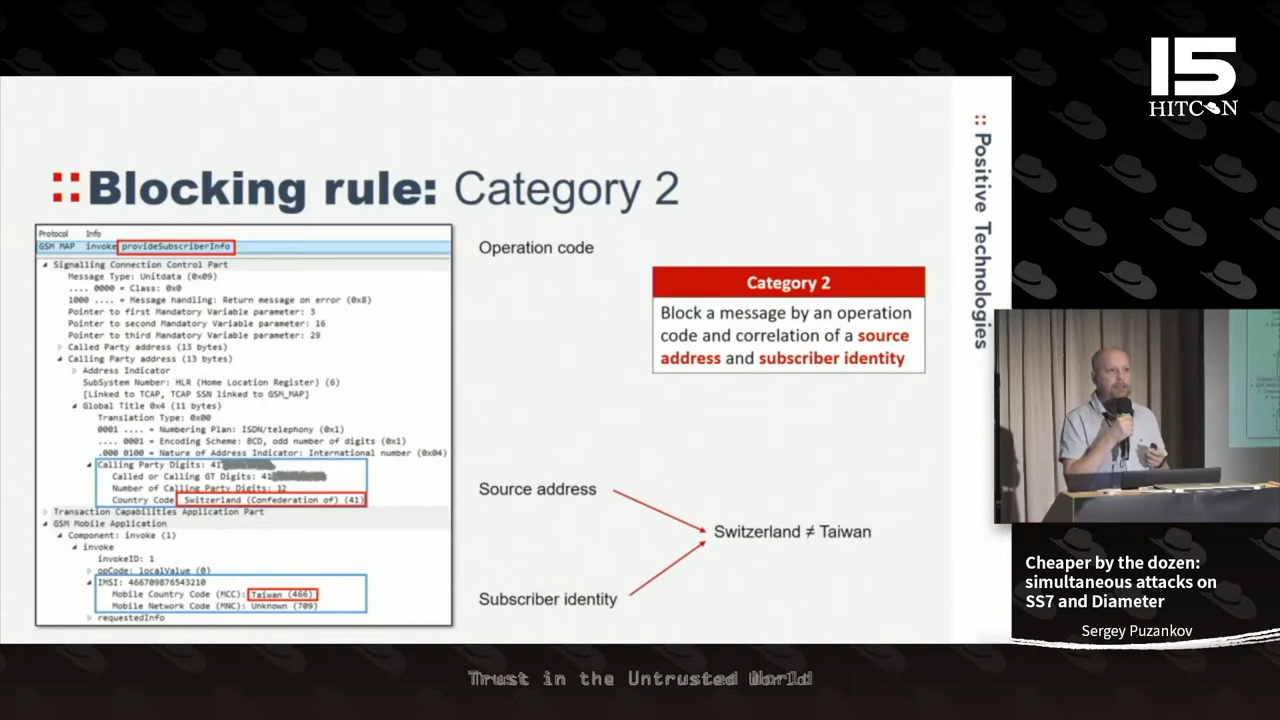 15
HITCON
:: Positive Technologies
::Blocking rule: Category 2
Protocol Info
GSM MAP invoke provideSubscriberInfo
Signalling Connection Control Part
Message Type: Unitdata (0x09)
.... 0000 = Class: 0x0
1000 .... = Message handling: Return message on error (0x8)
Pointer to first Mandatory Variable parameter: 3
Pointer to second Mandatory Variable parameter: 16
Pointer to third Mandatory Variable parameter: 29
Called Party address (13 bytes)
Calling Party address (13 bytes)
Address Indicator
SubSystem Number: HLR (Home Location Register) (6)
[Linked to TCAP, TCAP SSN linked to GSM_MAP]
Global Title 0x4 (11 bytes)
Translation Type: 0x00
0001 .... = Numbering Plan: ISDN/telephony (0x1)
.... 0001 = Encoding Scheme: BCD, odd number of digits (0x1)
.000 0100 = Nature of Address Indicator: International number (0x04)
Calling Party Digits: 41
Called or Calling GT Digits: 41
Number of Calling Party Digits: 12
Country Code: Switzerland (Confederation of) (41)
Transaction Capabilities Application Part
GSM Mobile Application
Component: invoke (1)
invoke
invokeID: 1
opCode: localValue (0)
IMSI: 466709876543210
Mobile Country Code (MCC): Taiwan (466)
Mobile Network Code (MNC): Unknown (709)
requestedInfo
Operation code
Category 2
Block a message by an operation
code and correlation of a source
address and subscriber identity
Source address
Switzerland ≠ Taiwan
Subscriber identity
Cheaper by the dozen:
simultaneous attacks on
SS7 and Diameter
Sergey Puzankov
Trust in the Untrusted World